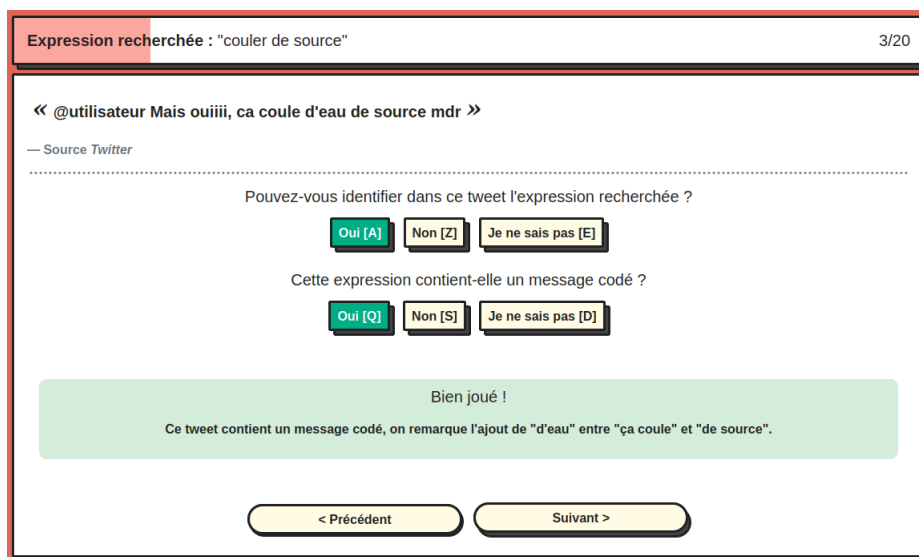 Expression recherchée : "couler de source" 3/20
« @utilisateur Mais ouiiii, ca coule d'eau de source mdr »
— Source Twitter
Pouvez-vous identifier dans ce tweet l'expression recherchée ?
Oui [A] Non [Z] Je ne sais pas [E]
Cette expression contient-elle un message codé ?
Oui [Q] Non [S] Je ne sais pas [D]
Bien joué !
Ce tweet contient un message codé, on remarque l'ajout de "d'eau" entre "ça coule" et "de source".
< Précédent Suivant >